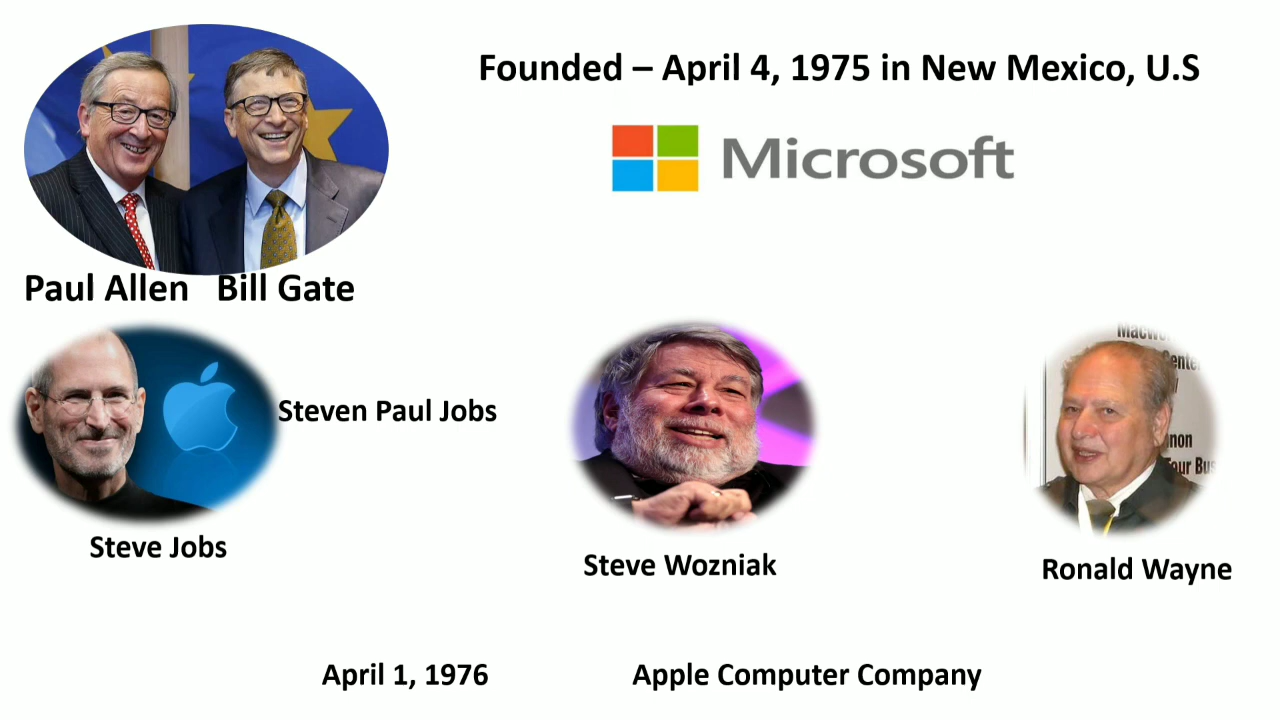 Founded – April 4, 1975 in New Mexico, U.S
Microsoft
Paul Allen Bill Gate
Steven Paul Jobs
Steve Jobs
Steve Wozniak
Ronald Wayne
April 1, 1976
Apple Computer Company